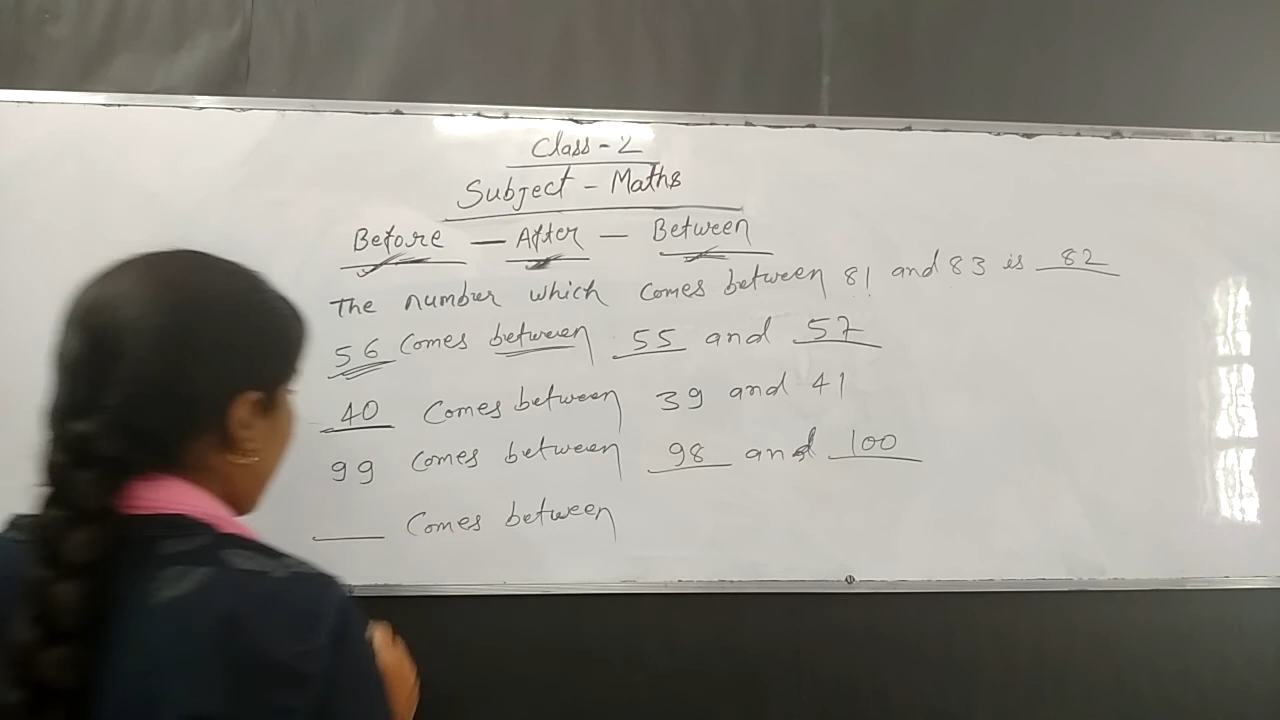 Class - 2
Subject - Maths
Before - After - Between
The number which comes between 81 and 83 is 82
56 comes between 55 and 57
40 comes between 39 and 41
99 comes between 98 and 100
___ comes between